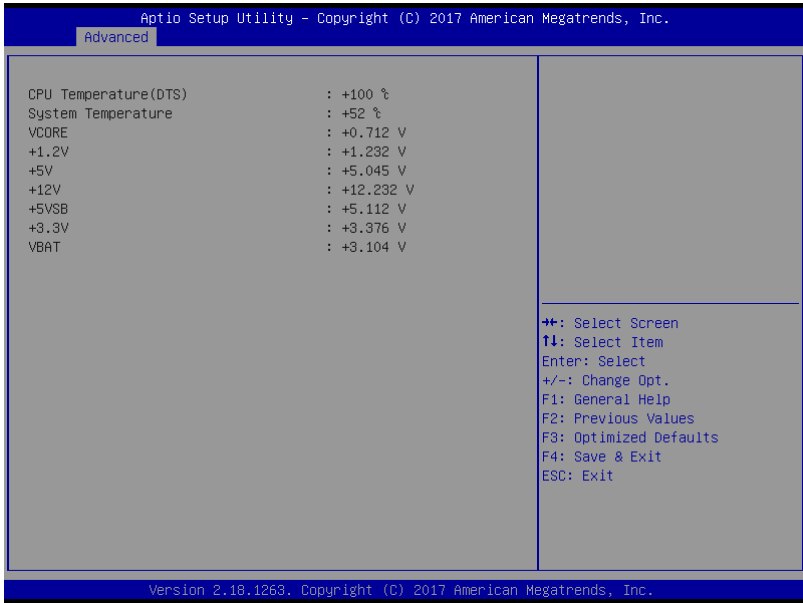 Aptio Setup Utility – Copyright (C) 2017 American Megatrends, Inc.
Advanced
CPU Temperature(DTS) : +100 ℃
System Temperature : +52 ℃
VCORE : +0.712 V
+1.2V : +1.232 V
+5V : +5.045 V
+12V : +12.232 V
+5VSB : +5.112 V
+3.3V : +3.376 V
VBAT : +3.104 V
→←: Select Screen
↑↓: Select Item
Enter: Select
+/-: Change Opt.
F1: General Help
F2: Previous Values
F3: Optimized Defaults
F4: Save & Exit
ESC: Exit
Version 2.18.1263. Copyright (C) 2017 American Megatrends, Inc.